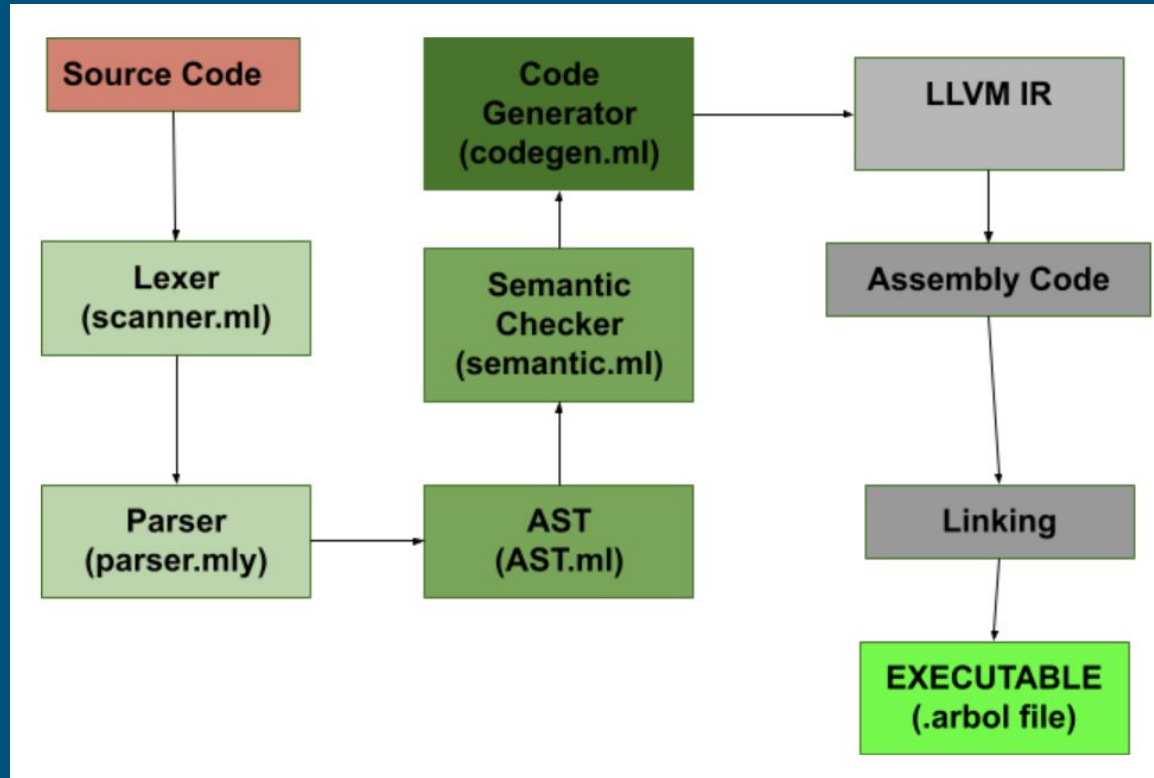 Source Code
Lexer
(scanner.ml)
Parser
(parser.mly)
AST
(AST.ml)
Semantic
Checker
(semantic.ml)
Code
Generator
(codegen.ml)
LLVM IR
Assembly Code
Linking
EXECUTABLE
(.arbol file)